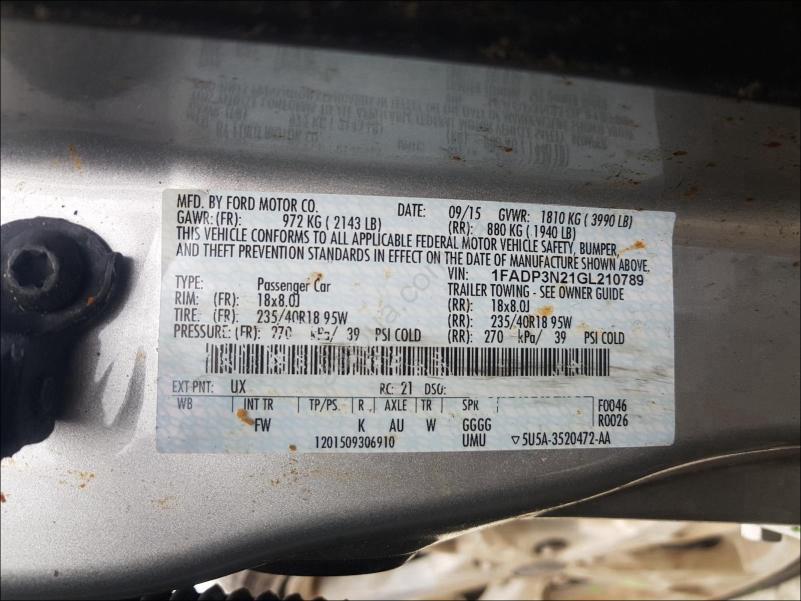 MFD. BY FORD MOTOR CO. DATE: 09/15 GVWR: 1810 KG ( 3990 LB)
GAWR: (FR): 972 KG ( 2143 LB) (RR): 880 KG ( 1940 LB)
THIS VEHICLE CONFORMS TO ALL APPLICABLE FEDERAL MOTOR VEHICLE SAFETY, BUMPER,
AND THEFT PREVENTION STANDARDS IN EFFECT ON THE DATE OF MANUFACTURE SHOWN ABOVE.
VIN: 1FADP3N21GL210789
TYPE: Passenger Car TRAILER TOWING - SEE OWNER GUIDE
RIM: (FR): 18x8.0J (RR): 18x8.0J
TIRE: (FR): 235/40R18 95W (RR): 235/40R18 95W
PRESSURE: (FR): 270 kPa/ 39 PSI COLD (RR): 270 kPa/ 39 PSI COLD
EXT PNT: UX RC: 21 DSO:
WB INT TR TP/PS. R. AXLE TR SPR F0046
FW K AU W GGGG R0026
1201509306910 UMU ▽5U5A-3520472-AA